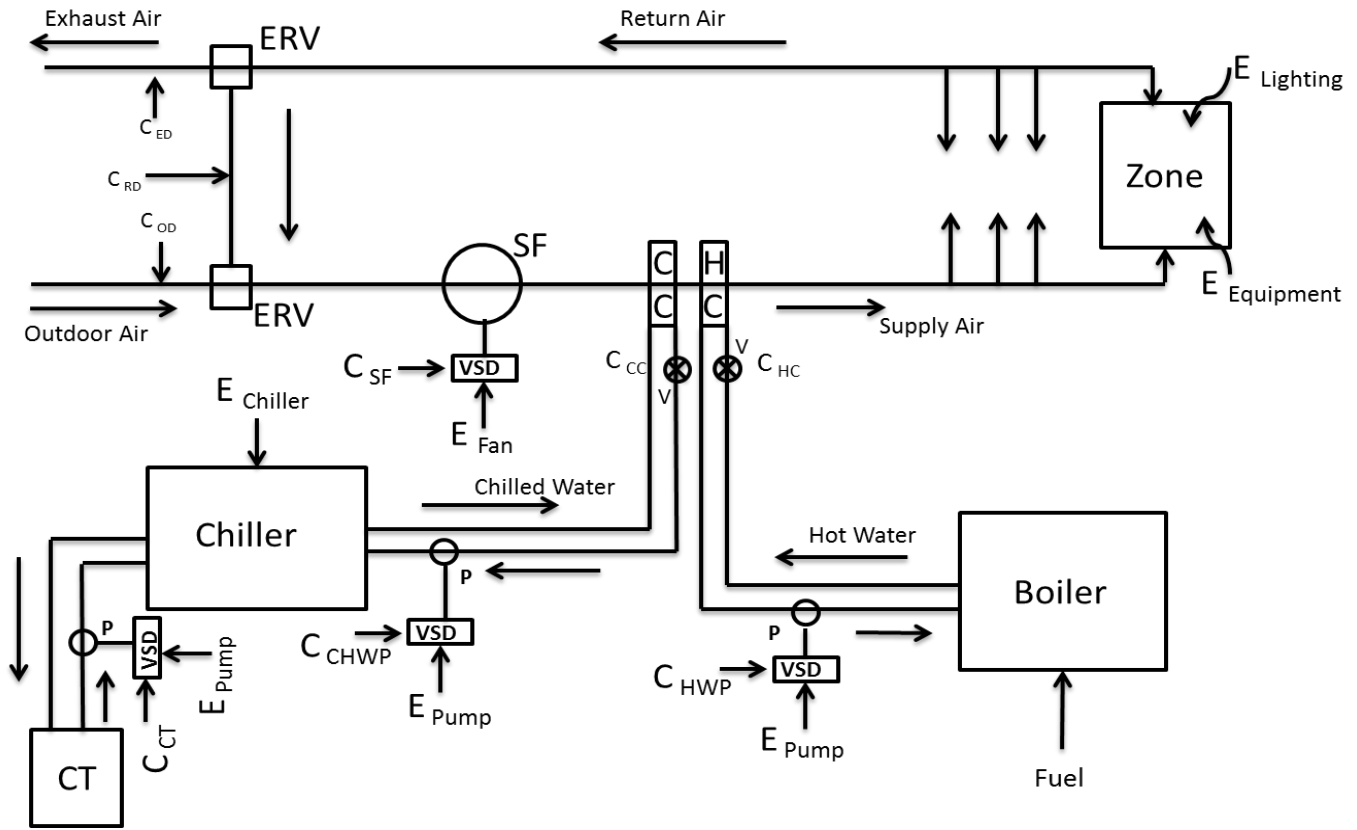 Exhaust Air
ERV
Return Air
E Lighting
C ED
C RD
Zone
C OD
SF
C
H
ERV
C
C
E Equipment
Outdoor Air
Supply Air
C SF
VSD
C CC
V
C HC
V
E Chiller
E Fan
Chilled Water
Chiller
Hot Water
Boiler
P
P
VSD
E Pump
C CHWP
VSD
P
C HWP
VSD
C CT
E Pump
E Pump
CT
Fuel